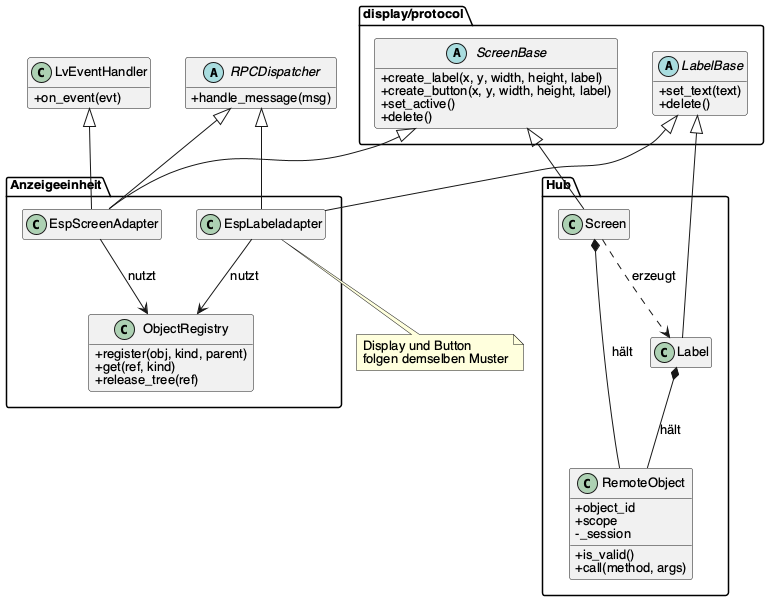 display/protocol
C LvEventHandler
+on_event(evt)
A RPCDispatcher
+handle_message(msg)
A ScreenBase
+create_label(x, y, width, height, label)
+create_button(x, y, width, height, label)
+set_active()
+delete()
A LabelBase
+set_text(text)
+delete()
Anzeigeeinheit
C EspScreenAdapter
C EspLabeladapter
nutzt
nutzt
C ObjectRegistry
+register(obj, kind, parent)
+get(ref, kind)
+release_tree(ref)
Display und Button
folgen demselben Muster
Hub
C Screen
erzeugt
hält
C Label
hält
C RemoteObject
+object_id
+scope
-_session
+is_valid()
+call(method, args)